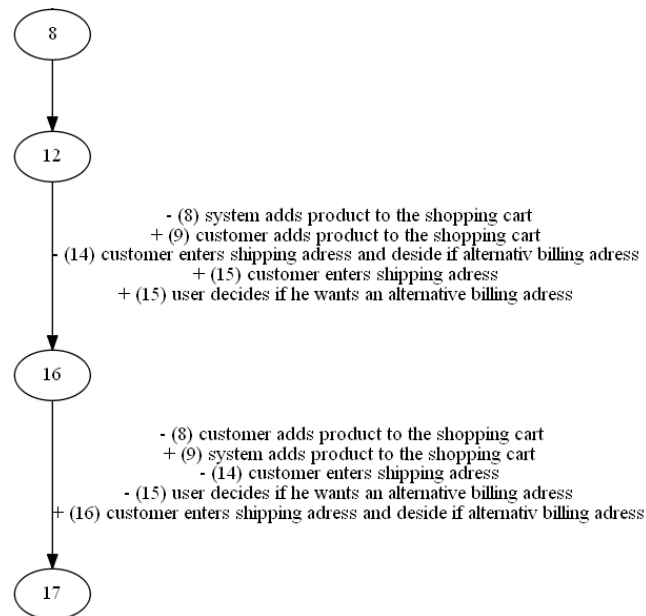 8
12
- (8) system adds product to the shopping cart
+ (9) customer adds product to the shopping cart
- (14) customer enters shipping adress and deside if alternativ billing adress
+ (15) customer enters shipping adress
+ (15) user decides if he wants an alternative billing adress
16
- (8) customer adds product to the shopping cart
+ (9) system adds product to the shopping cart
- (14) customer enters shipping adress
- (15) user decides if he wants an alternative billing adress
+ (16) customer enters shipping adress and deside if alternativ billing adress
17